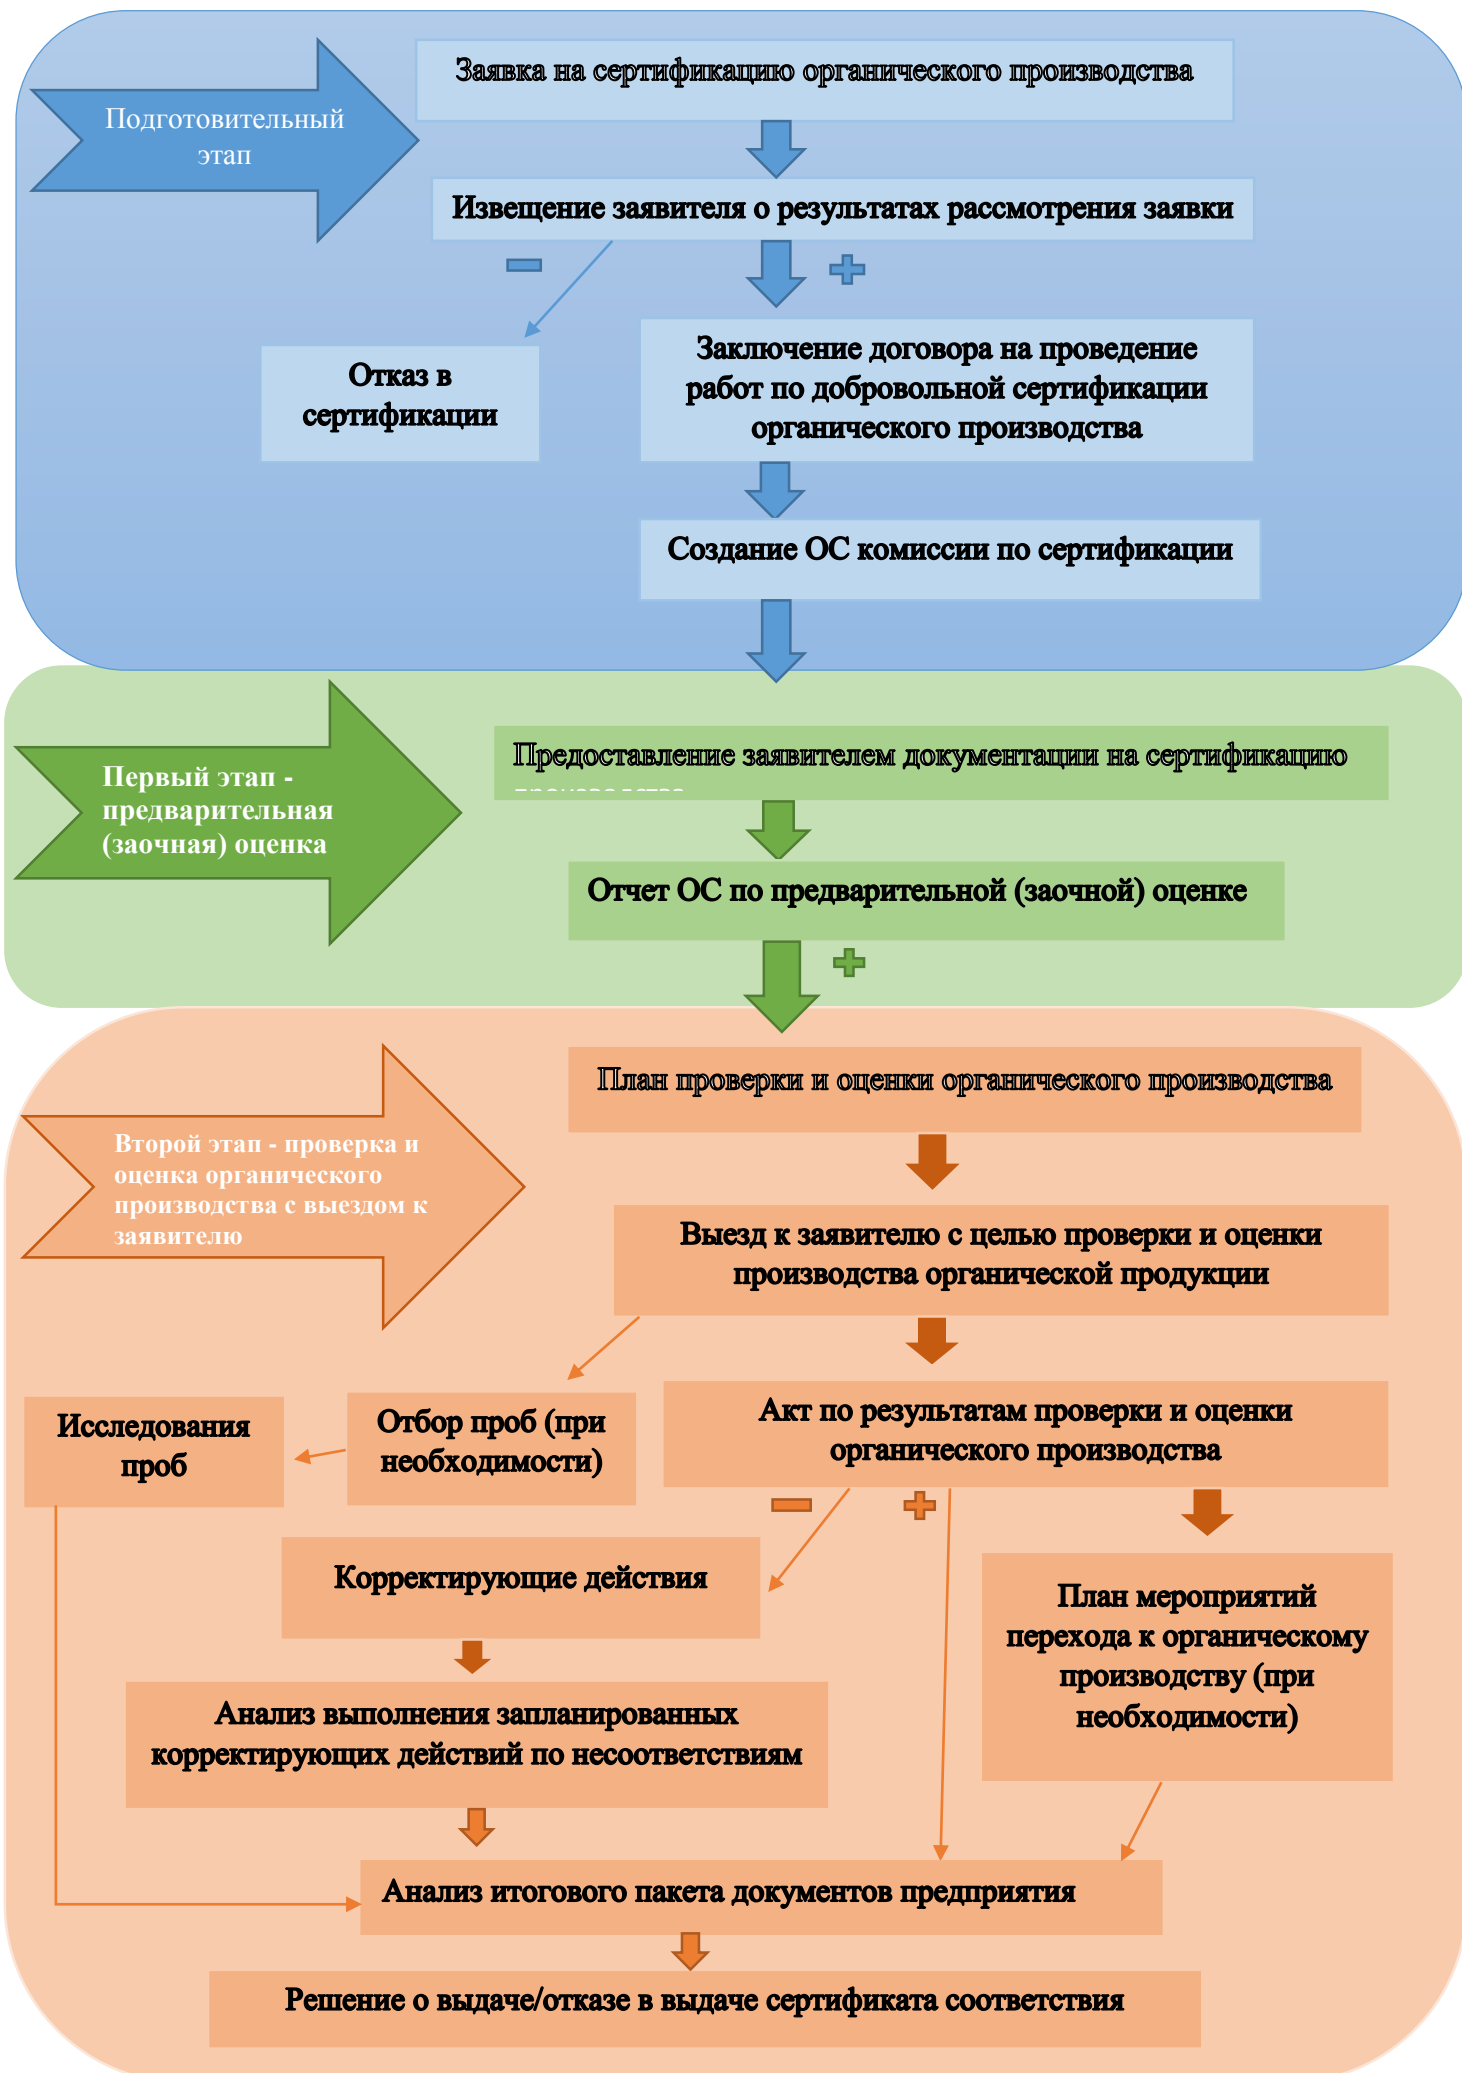 Заявка на сертификацию органического производства
Подготовительный
этап
Извещение заявителя о результатах рассмотрения заявки
Отказ в
сертификации
Заключение договора на проведение
работ по добровольной сертификации
органического производства
Создание ОС комиссии по сертификации
Первый этап -
предварительная
(заочная) оценка
Предоставление заявителем документации на сертификацию
Отчет ОС по предварительной (заочной) оценке
План проверки и оценки органического производства
Второй этап - проверка и
оценка органического
производства с выездом к
заявителю
Выезд к заявителю с целью проверки и оценки
производства органической продукции
Исследования
проб
Отбор проб (при
необходимости)
Акт по результатам проверки и оценки
органического производства
Корректирующие действия
План мероприятий
перехода к органическому
производству (при
необходимости)
Анализ выполнения запланированных
корректирующих действий по несоответствиям
Анализ итогового пакета документов предприятия
Решение о выдаче/отказе в выдаче сертификата соответствия